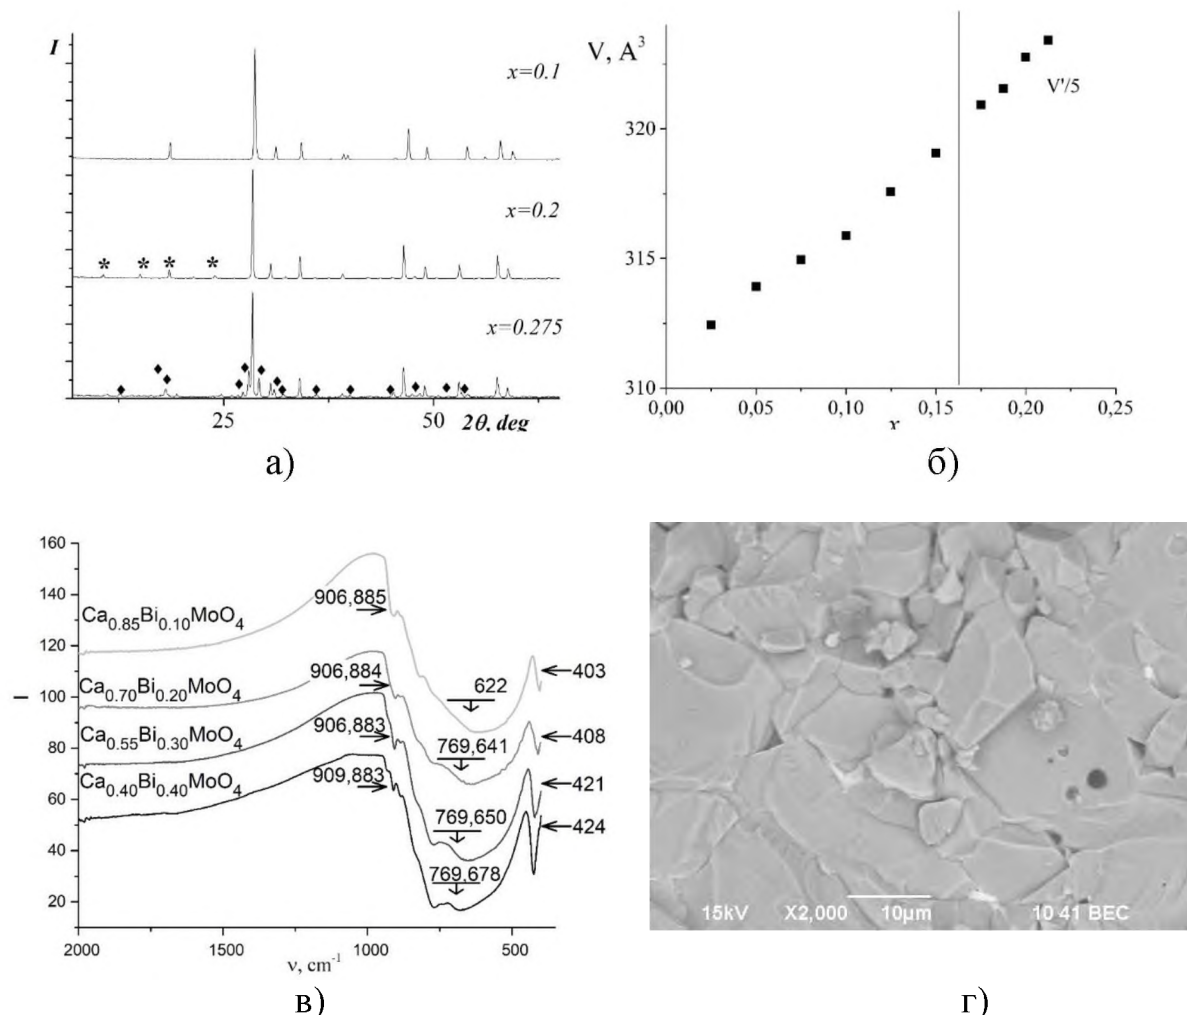 I
x=0.1
x=0.2
* * * *
x=0.275
25 50 2θ, deg
а)
V, A³
V'/5
320
315
310
0,00 0,05 0,10 0,15 0,20 0,25
x
б)
160
140
120
100
80
60
40
20
I
Ca0.85Bi0.10MoO4
906,885
622
403
Ca0.70Bi0.20MoO4
906,884
769,641
408
Ca0.55Bi0.30MoO4
906,883
769,650
421
Ca0.40Bi0.40MoO4
909,883
769,678
424
2000 1500 1000 500
ν, cm⁻¹
в)
15kV X2,000 10µm 10 41 BEC
г)